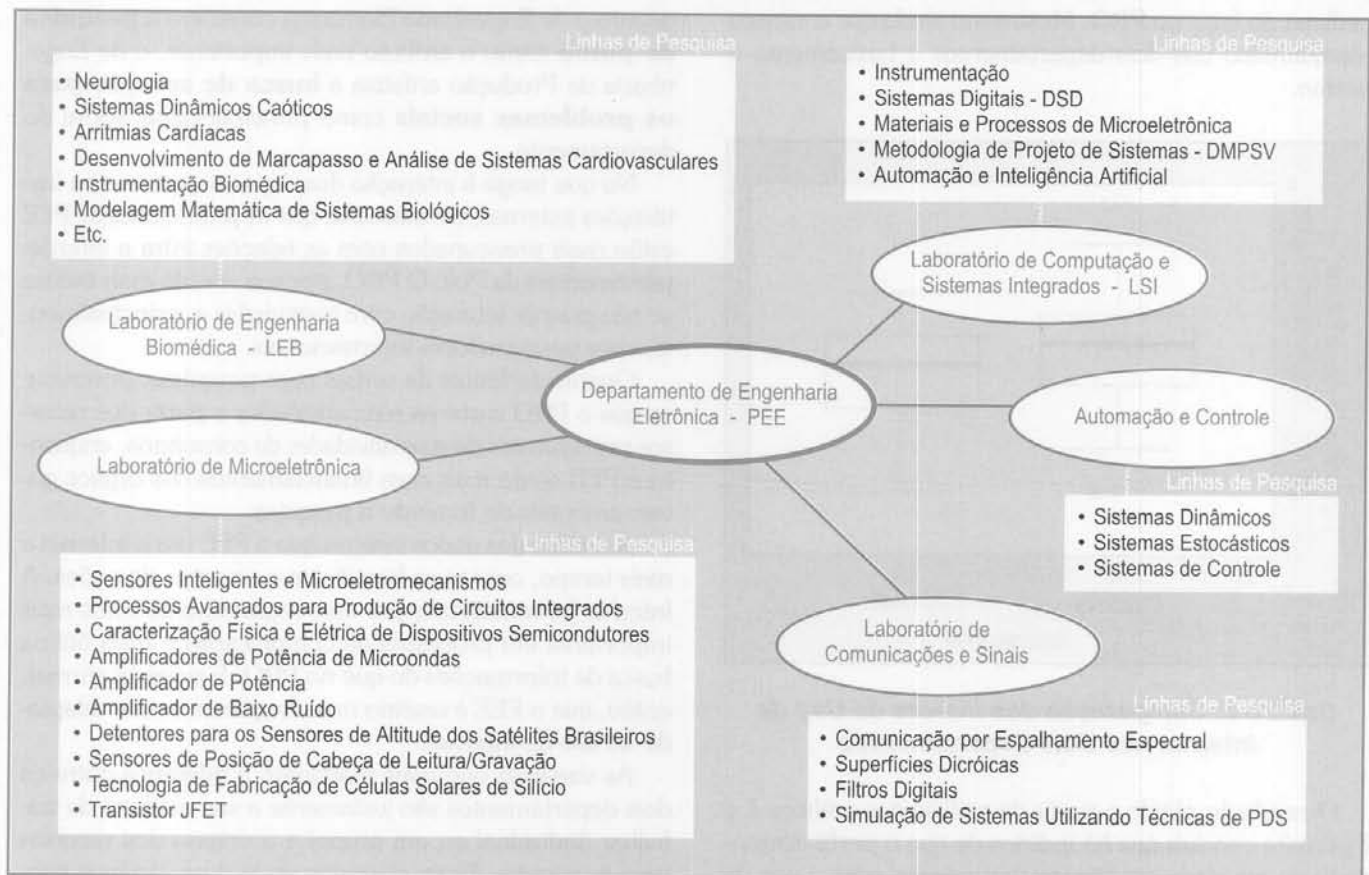 Linhas de Pesquisa
• Neurologia
• Sistemas Dinâmicos Caóticos
• Arritmias Cardíacas
• Desenvolvimento de Marcapasso e Análise de Sistemas Cardiovasculares
• Instrumentação Biomédica
• Modelagem Matemática de Sistemas Biológicos
• Etc.
Linhas de Pesquisa
• Instrumentação
• Sistemas Digitais - DSD
• Materiais e Processos de Microeletrônica
• Metodologia de Projeto de Sistemas - DMPSV
• Automação e Inteligência Artificial
Laboratório de Computação e
Sistemas Integrados - LSI
Laboratório de Engenharia
Biomédica - LEB
Departamento de Engenharia
Eletrônica - PEE
Automação e Controle
Laboratório de Microeletrônica
Linhas de Pesquisa
• Sistemas Dinâmicos
• Sistemas Estocásticos
• Sistemas de Controle
Linhas de Pesquisa
• Sensores Inteligentes e Microeletromecanismos
• Processos Avançados para Produção de Circuitos Integrados
• Caracterização Física e Elétrica de Dispositivos Semicondutores
• Amplificadores de Potência de Microondas
• Amplificador de Potência
• Amplificador de Baixo Ruído
• Detentores para os Sensores de Altitude dos Satélites Brasileiros
• Sensores de Posição de Cabeça de Leitura/Gravação
• Tecnologia de Fabricação de Células Solares de Silício
• Transistor JFET
Laboratório de
Comunicações e Sinais
Linhas de Pesquisa
• Comunicação por Espalhamento Espectral
• Superfícies Dicróicas
• Filtros Digitais
• Simulação de Sistemas Utilizando Técnicas de PDS